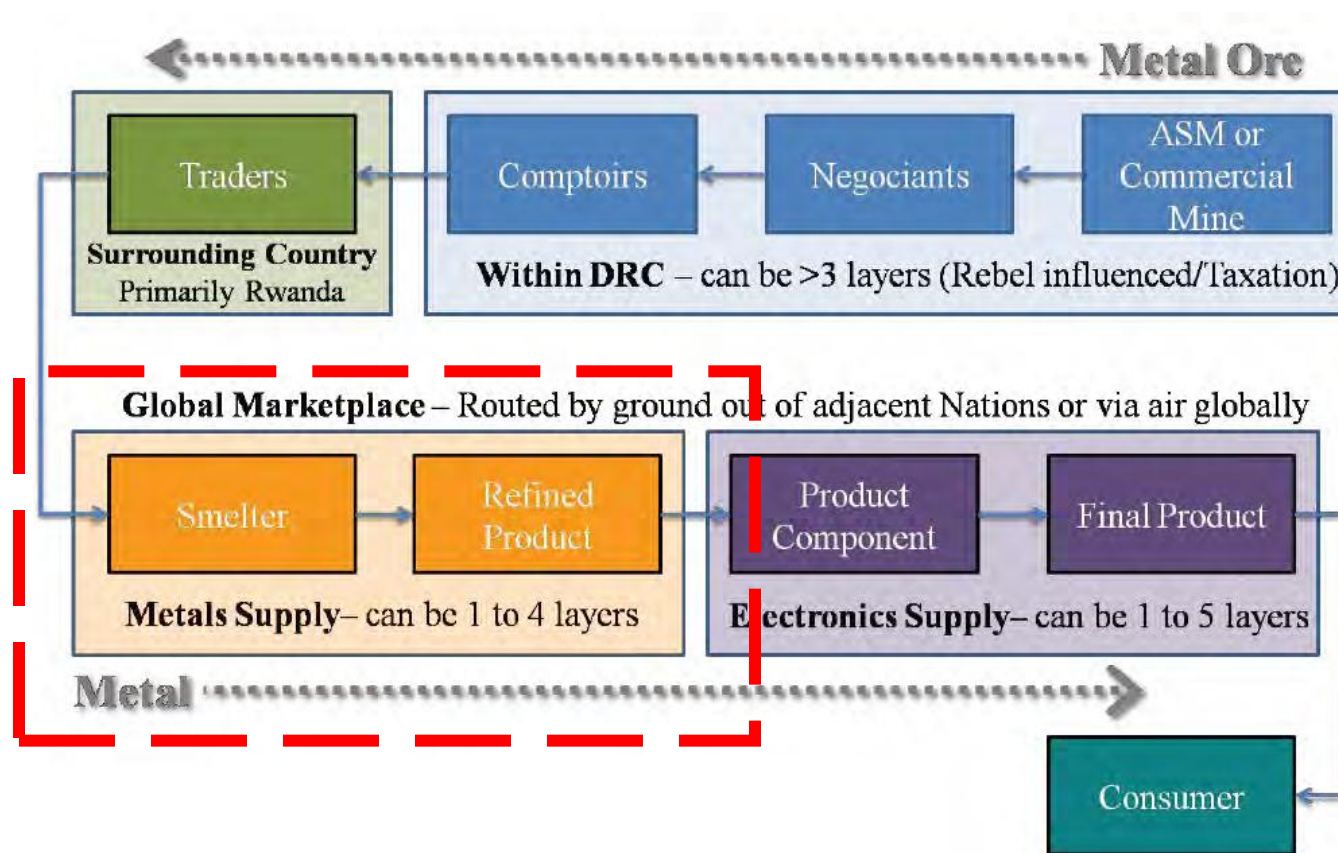 Metal Ore
Traders
Comptoirs
Negociants
ASM or
Commercial
Mine
Surrounding Country
Primarily Rwanda
Within DRC – can be >3 layers (Rebel influenced/Taxation)
Global Marketplace – Routed by ground out of adjacent Nations or via air globally
Smelter
Refined
Product
Product
Component
Final Product
Metals Supply– can be 1 to 4 layers
Electronics Supply– can be 1 to 5 layers
Metal
Consumer